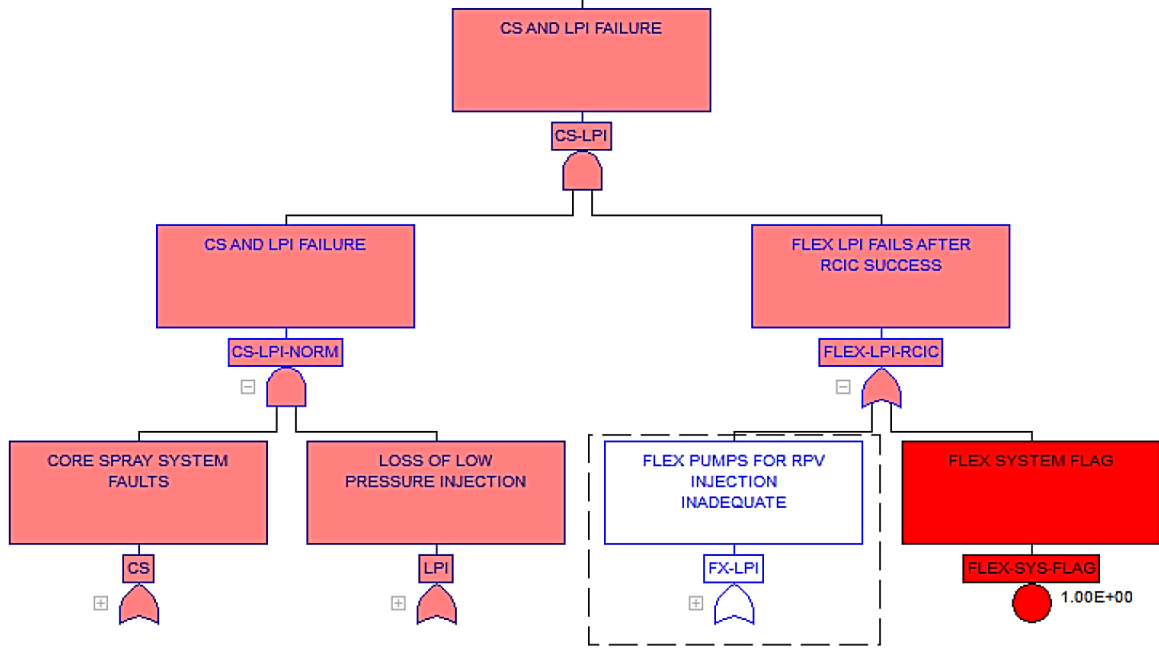 CS AND LPI FAILURE
CS-LPI
CS AND LPI FAILURE
FLEX LPI FAILS AFTER
RCIC SUCCESS
CS-LPI-NORM
FLEX-LPI-RCIC
CORE SPRAY SYSTEM
FAULTS
LOSS OF LOW
PRESSURE INJECTION
FLEX PUMPS FOR RPV
INJECTION
INADEQUATE
FLEX SYSTEM FLAG
CS
LPI
FX-LPI
FLEX-SYS-FLAG
1.00E+00